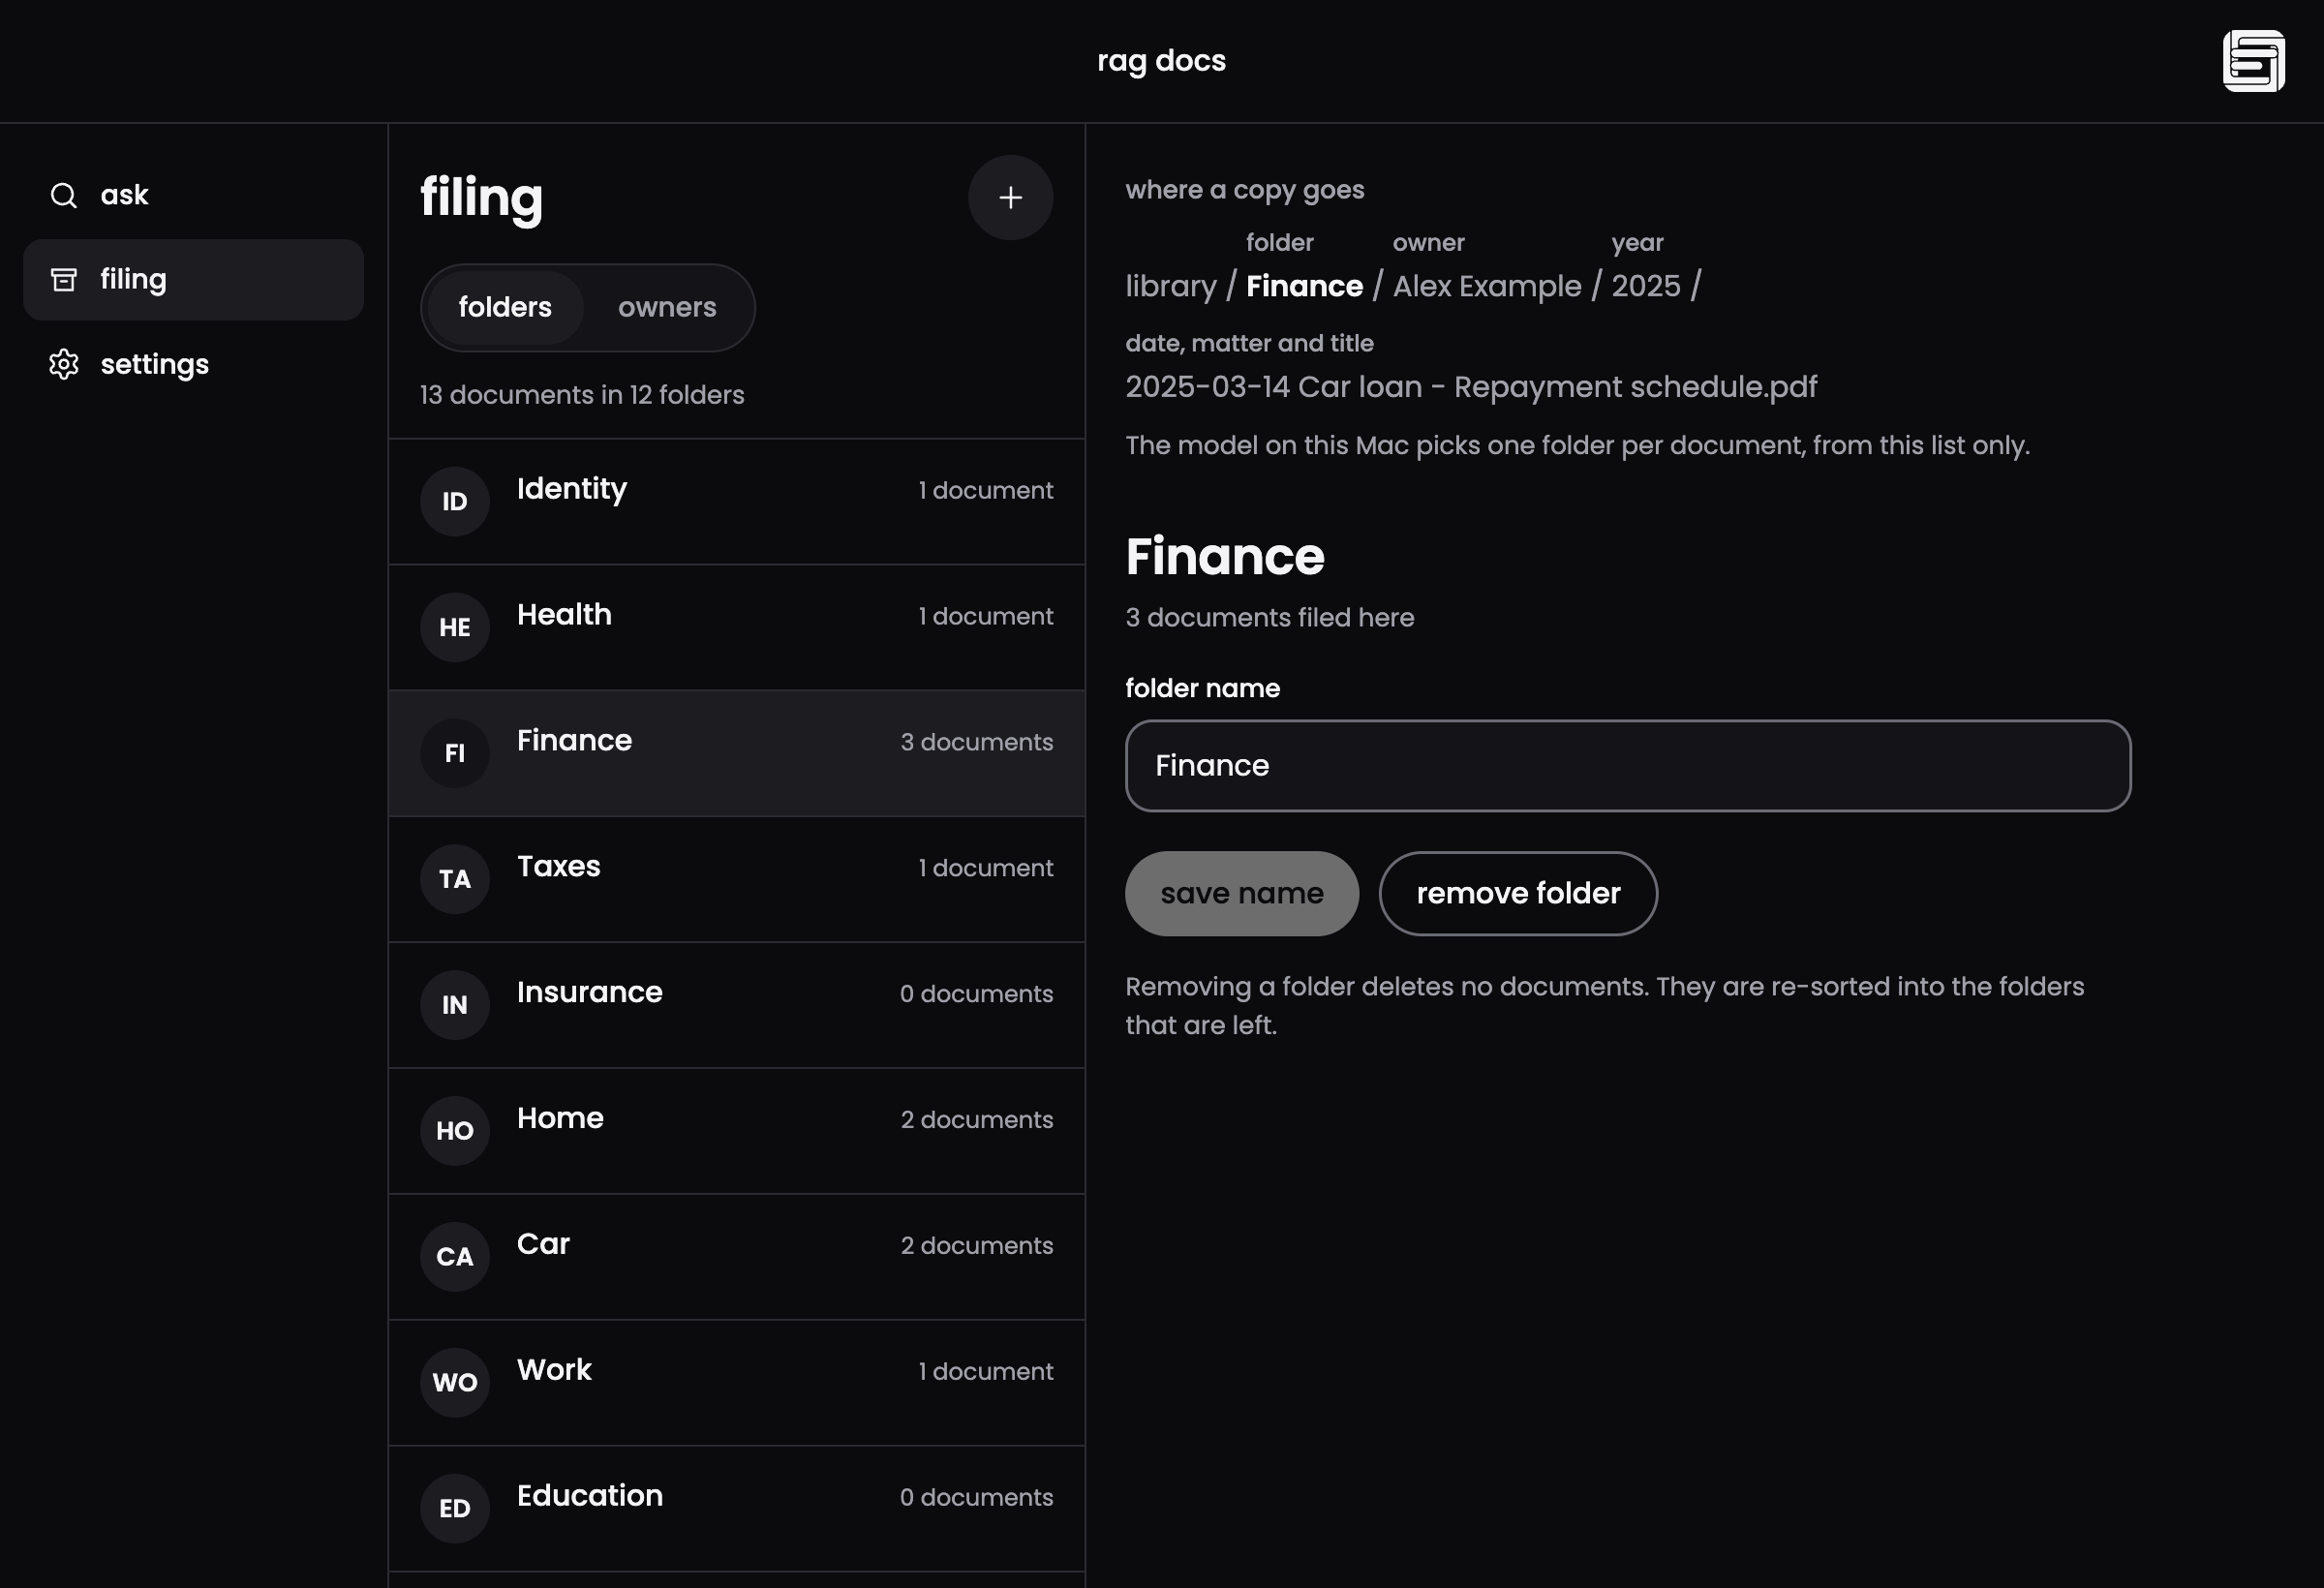 rag docs
ask
filing
settings
filing
+
folders owners
13 documents in 12 folders
ID Identity 1 document
HE Health 1 document
FI Finance 3 documents
TA Taxes 1 document
IN Insurance 0 documents
HO Home 2 documents
CA Car 2 documents
WO Work 1 document
ED Education 0 documents
where a copy goes
folder owner year
library / Finance / Alex Example / 2025 /
date, matter and title
2025-03-14 Car loan - Repayment schedule.pdf
The model on this Mac picks one folder per document, from this list only.
Finance
3 documents filed here
folder name
Finance
save name remove folder
Removing a folder deletes no documents. They are re-sorted into the folders
that are left.